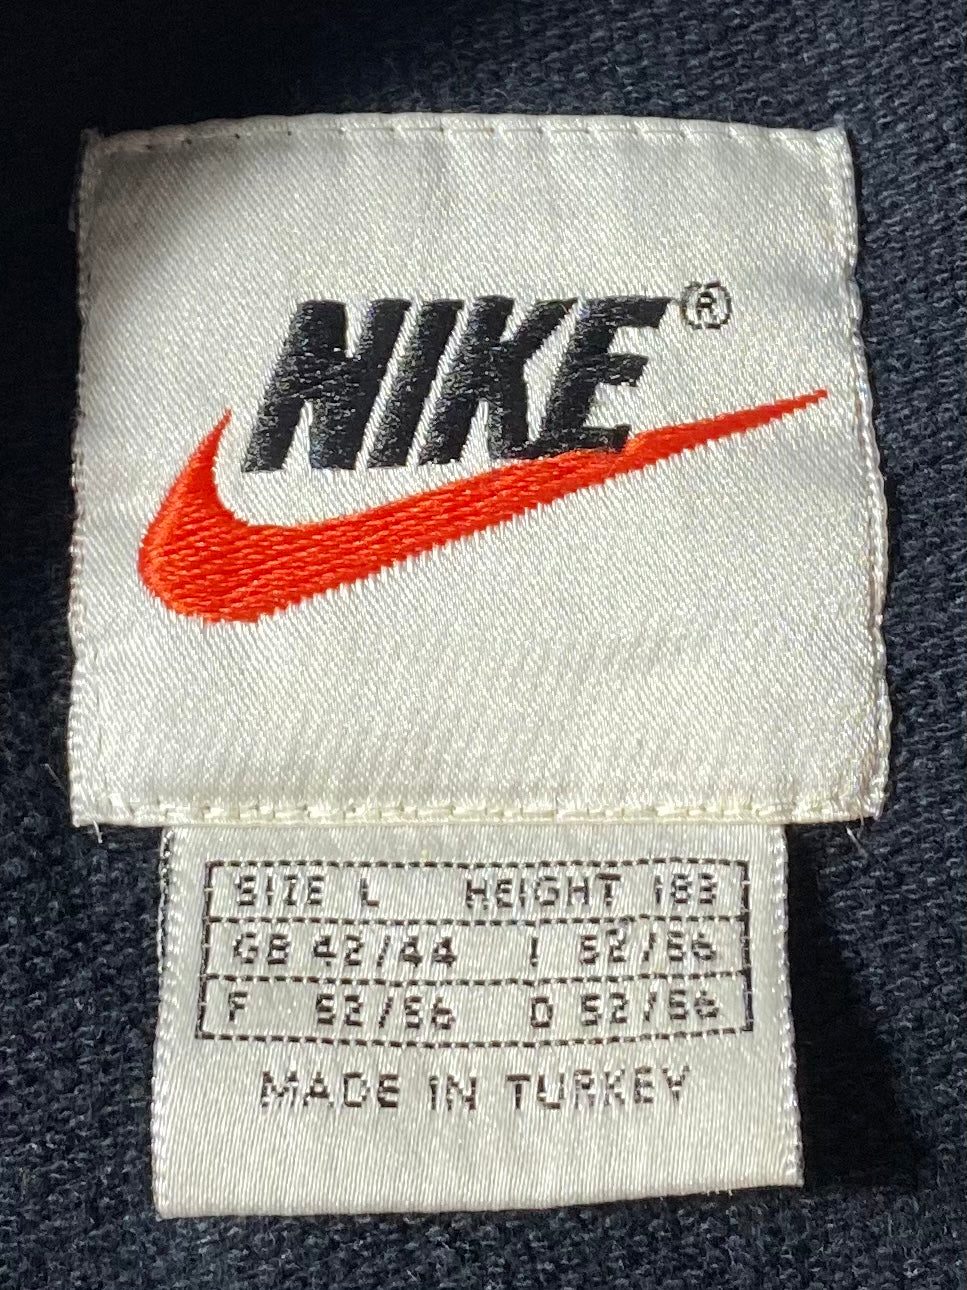 NIKE®
SIZE L HEIGHT 183
GB 42/44 I 52/56
F 52/56 D 52/56
MADE IN TURKEY